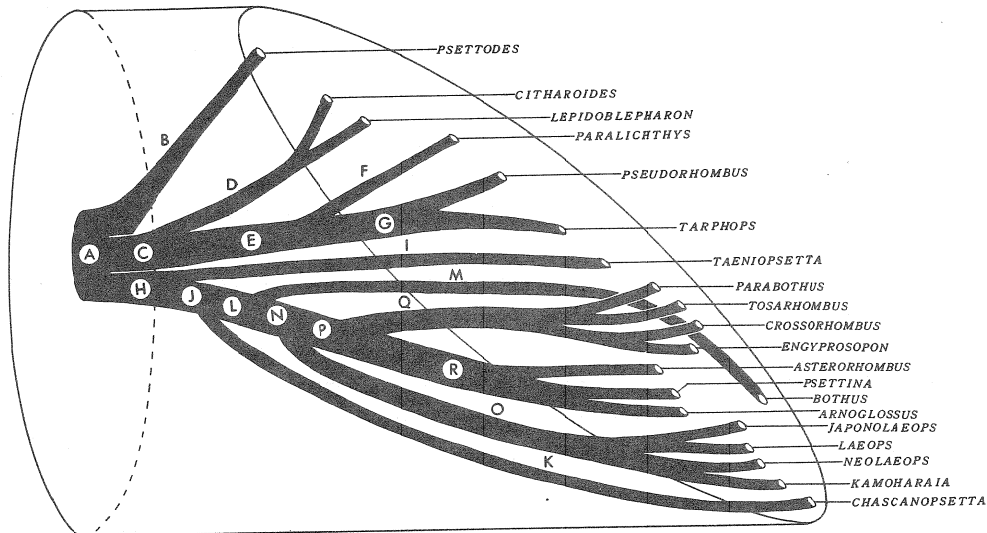 PSETTODES
CITHAROIDES
LEPIDOBLEPHARON
PARALICHTHYS
B
F
PSEUDORHOMBUS
D
G
TARPHOPS
E
A
C
I
TAENIOPSETTA
M
H
PARABOTHUS
J
Q
L
TOSARHOMBUS
N
CROSSORHOMBUS
P
ENGYPROSOPON
R
ASTERORHOMBUS
PSETTINA
BOTHUS
O
ARNOGLOSSUS
JAPONOLAEOPS
LAEOPS
K
NEOLAEOPS
KAMOHARAIA
CHASCANOPSETTA